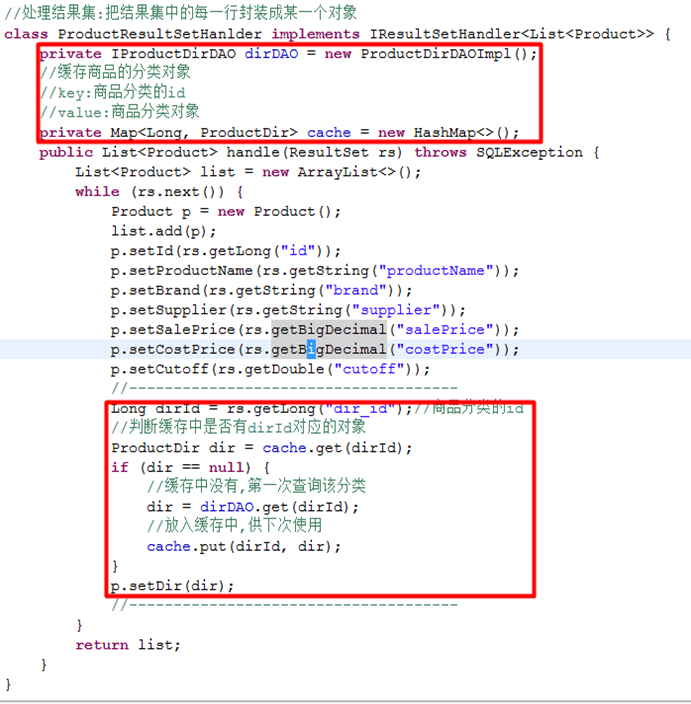 //处理结果集:把结果集中的每一行封装成某一个对象
class ProductResultSetHanlder implements IResultSetHandler<List<Product>> {
    private IProductDirDAO dirDAO = new ProductDirDAOImpl();
    //缓存商品的分类对象
    //key:商品分类的id
    //value:商品分类对象
    private Map<Long, ProductDir> cache = new HashMap<>();
    public List<Product> handle(ResultSet rs) throws SQLException {
        List<Product> list = new ArrayList<>();
        while (rs.next()) {
            Product p = new Product();
            list.add(p);
            p.setId(rs.getLong("id"));
            p.setProductName(rs.getString("productName"));
            p.setBrand(rs.getString("brand"));
            p.setSupplier(rs.getString("supplier"));
            p.setSalePrice(rs.getBigDecimal("salePrice"));
            p.setCostPrice(rs.getBigDecimal("costPrice"));
            p.setCutoff(rs.getDouble("cutoff"));
            //------------------------------------
            Long dirId = rs.getLong("dir_id");//商品分类的id
            //判断缓存中是否有dirId对应的对象
            ProductDir dir = cache.get(dirId);
            if (dir == null) {
                //缓存中没有,第一次查询该分类
                dir = dirDAO.get(dirId);
                //放入缓存中,供下次使用
                cache.put(dirId, dir);
            }
            p.setDir(dir);
            //------------------------------------
        }
        return list;
    }
}